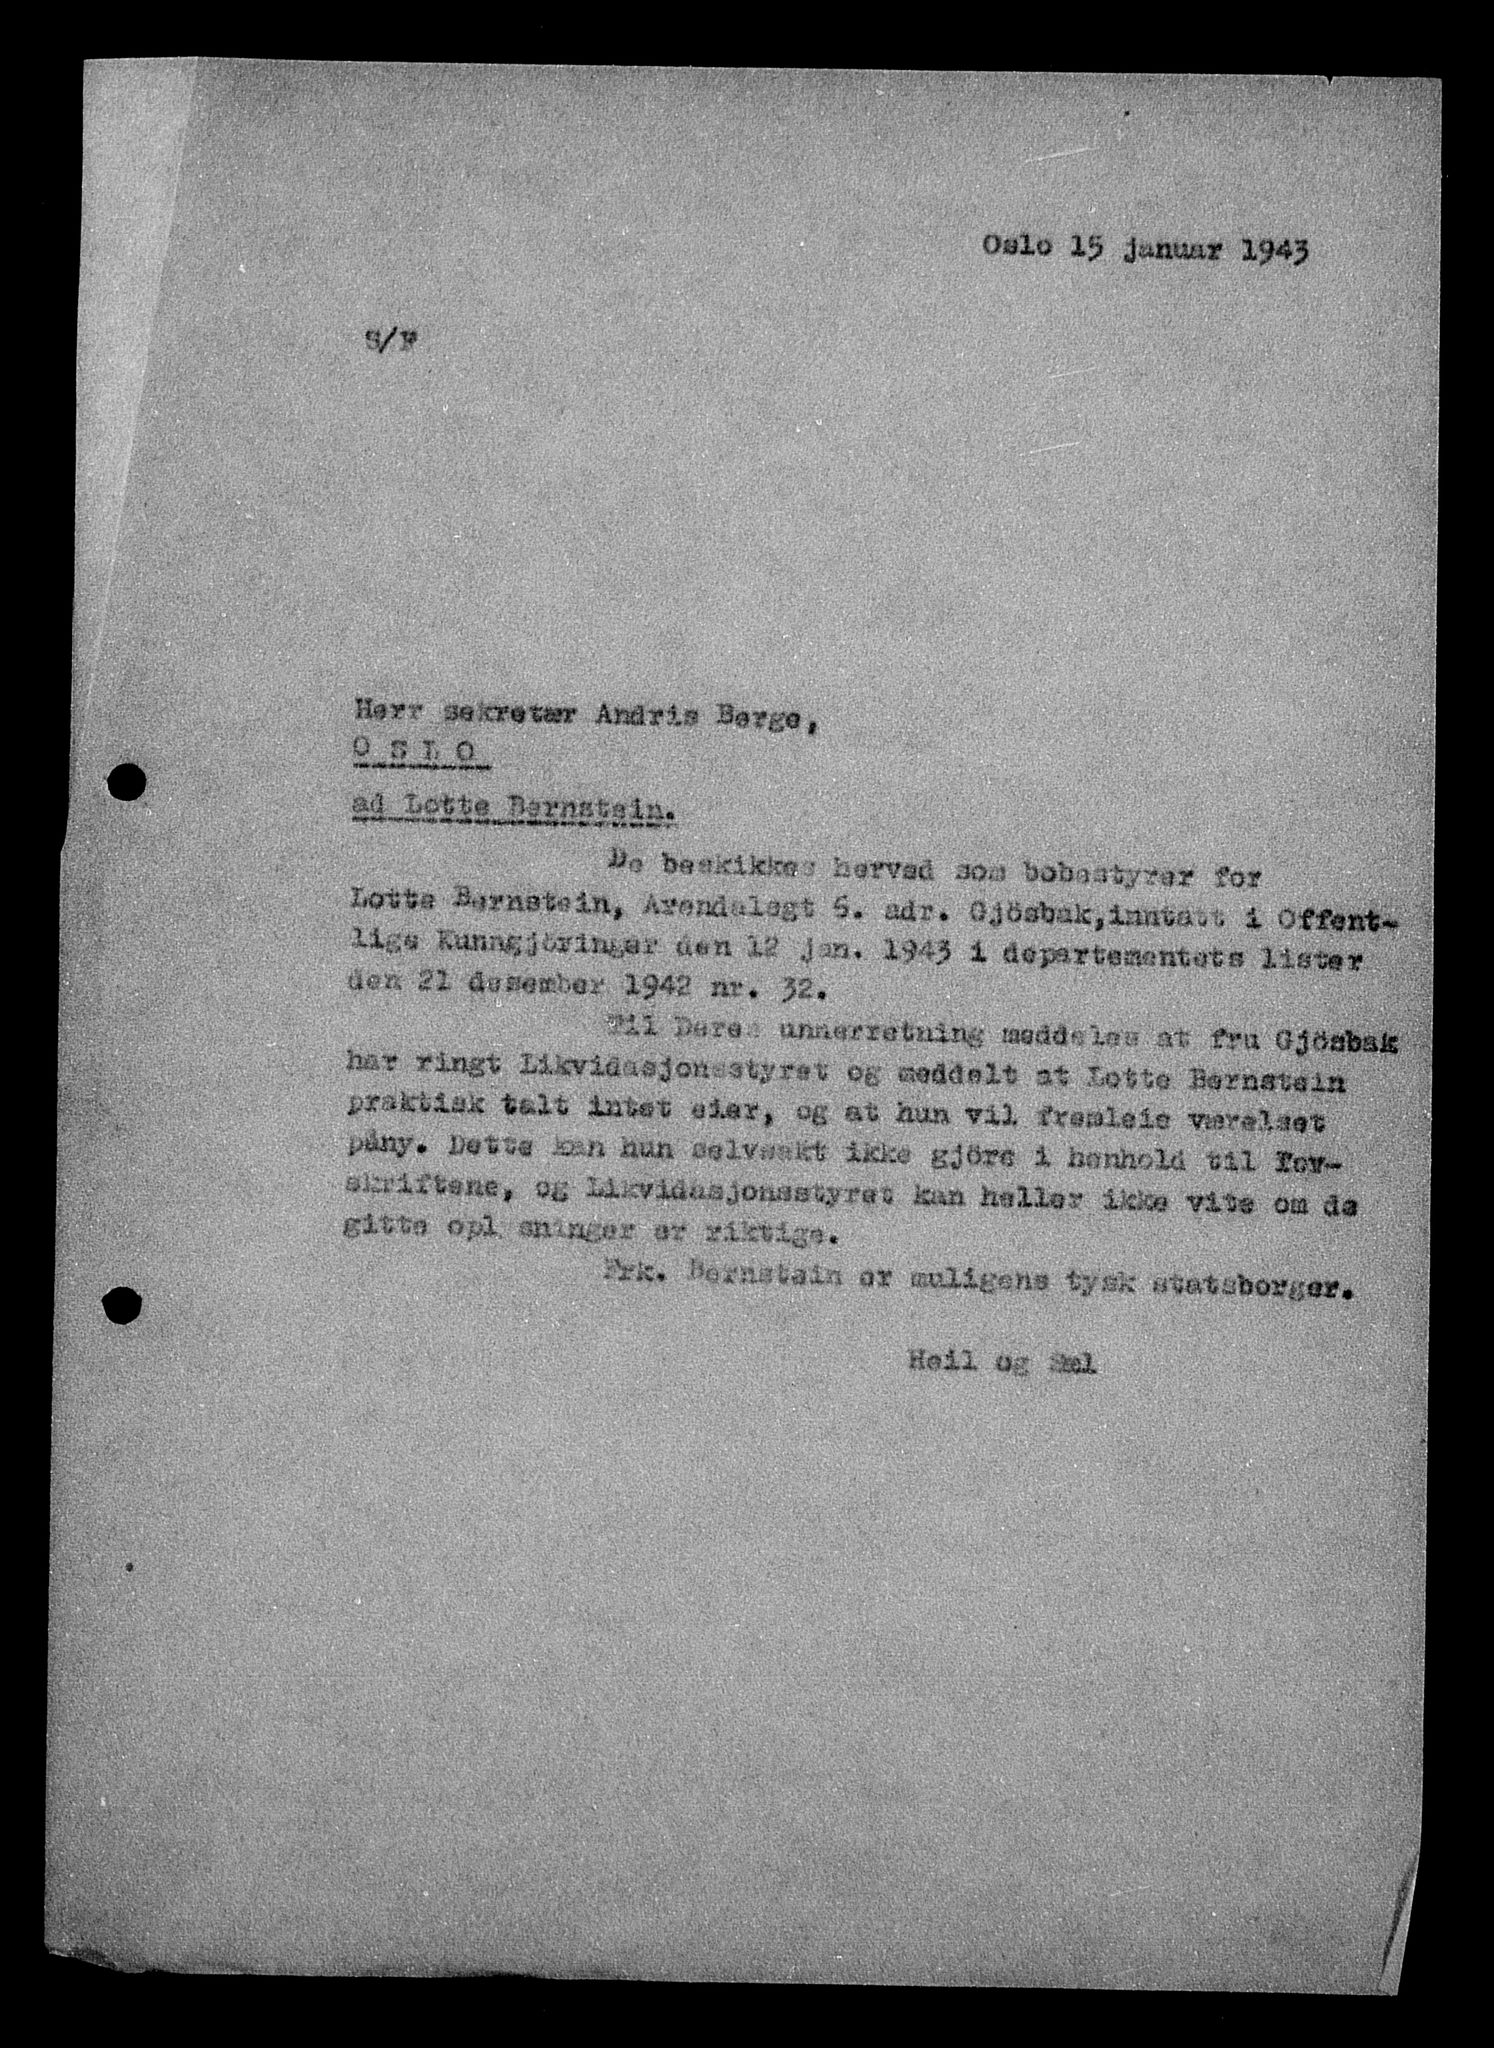 Oslo 15 januar 1943
S/F
Herr sekretær Andris Berge,
O S L O
ad Lotte Bernstein.
De beskikkes herved som bobestyrer for
Lotte Bernstein, Arendalsgt 5. adr. Gjösbak,inntatt i Offent-
lige Kunngjöringer den 12 jan. 1943 i departementets lister
den 21 desember 1942 nr. 32.
Til Deres unnerretning meddeles at fru Gjösbak
har ringt Likvidasjonsstyret og meddelt at Lotte Bernstein
praktisk talt intet eier, og at hun vil fremleie værelset
påny. Dette kan hun selvsakt ikke gjöre i henhold til for-
skriftene, og Likvidasjonsstyret kan heller ikke vite om de
gitte opl sninger er riktige.
Frk. Bernstein er muligens tysk statsborger.
Heil og Sæl